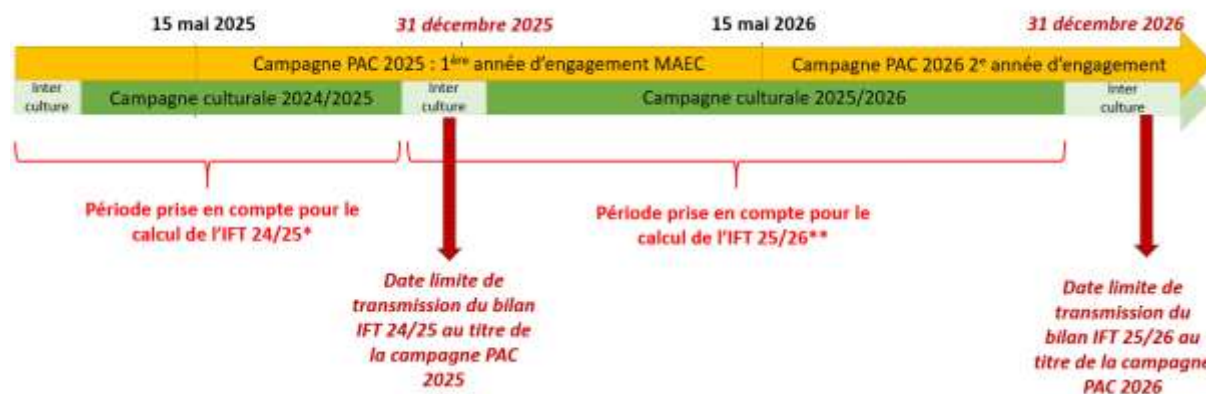 15 mai 2025
31 décembre 2025
15 mai 2026
31 décembre 2026
Campagne PAC 2025 : 1ère année d'engagement MAEC
Campagne PAC 2026 2e année d'engagement
Inter
culture
Campagne culturale 2024/2025
Inter
culture
Campagne culturale 2025/2026
Inter
culture
Période prise en compte pour le
calcul de l'IFT 24/25*
Période prise en compte pour le
calcul de l'IFT 25/26**
Date limite de
transmission du bilan
IFT 24/25 au titre de
la campagne PAC
2025
Date limite de
transmission du
bilan IFT 25/26 au
titre de la campagne
PAC 2026